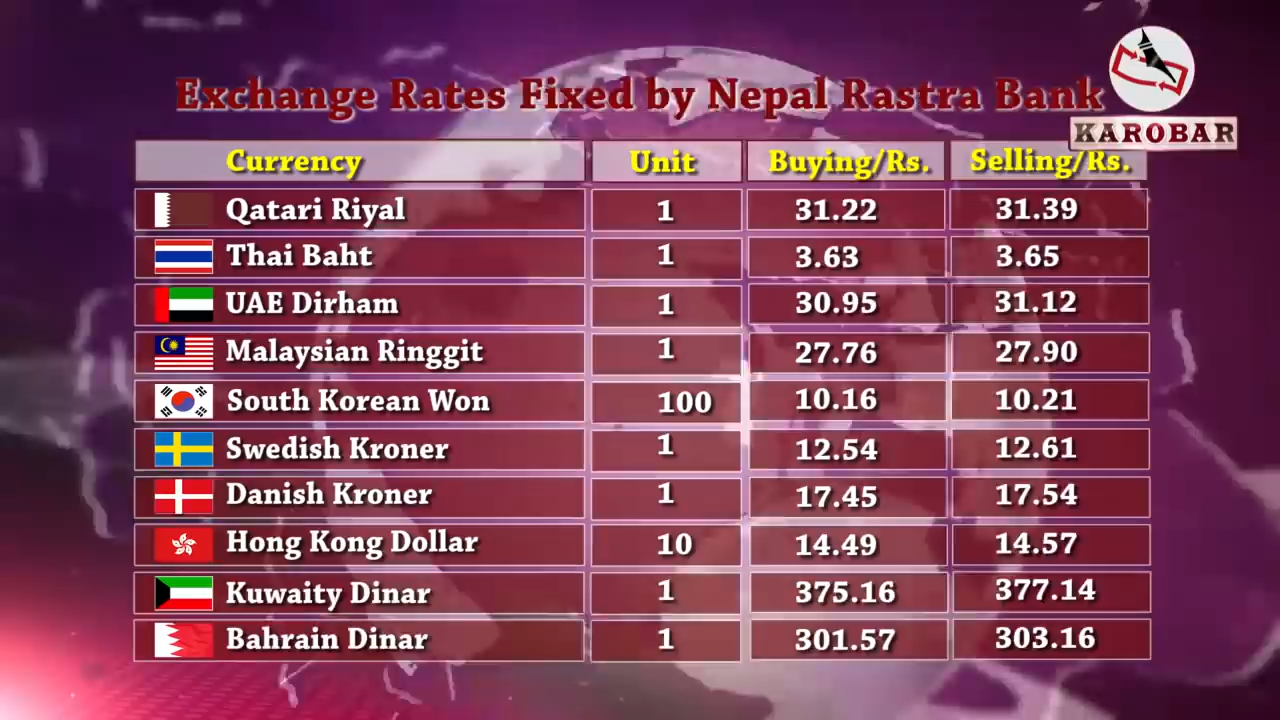 Exchange Rates Fixed by Nepal Rastra Bank
KAROBAR
Currency Unit Buying/Rs. Selling/Rs.
Qatari Riyal 1 31.22 31.39
Thai Baht 1 3.63 3.65
UAE Dirham 1 30.95 31.12
Malaysian Ringgit 1 27.76 27.90
South Korean Won 100 10.16 10.21
Swedish Kroner 1 12.54 12.61
Danish Kroner 1 17.45 17.54
Hong Kong Dollar 10 14.49 14.57
Kuwaity Dinar 1 375.16 377.14
Bahrain Dinar 1 301.57 303.16